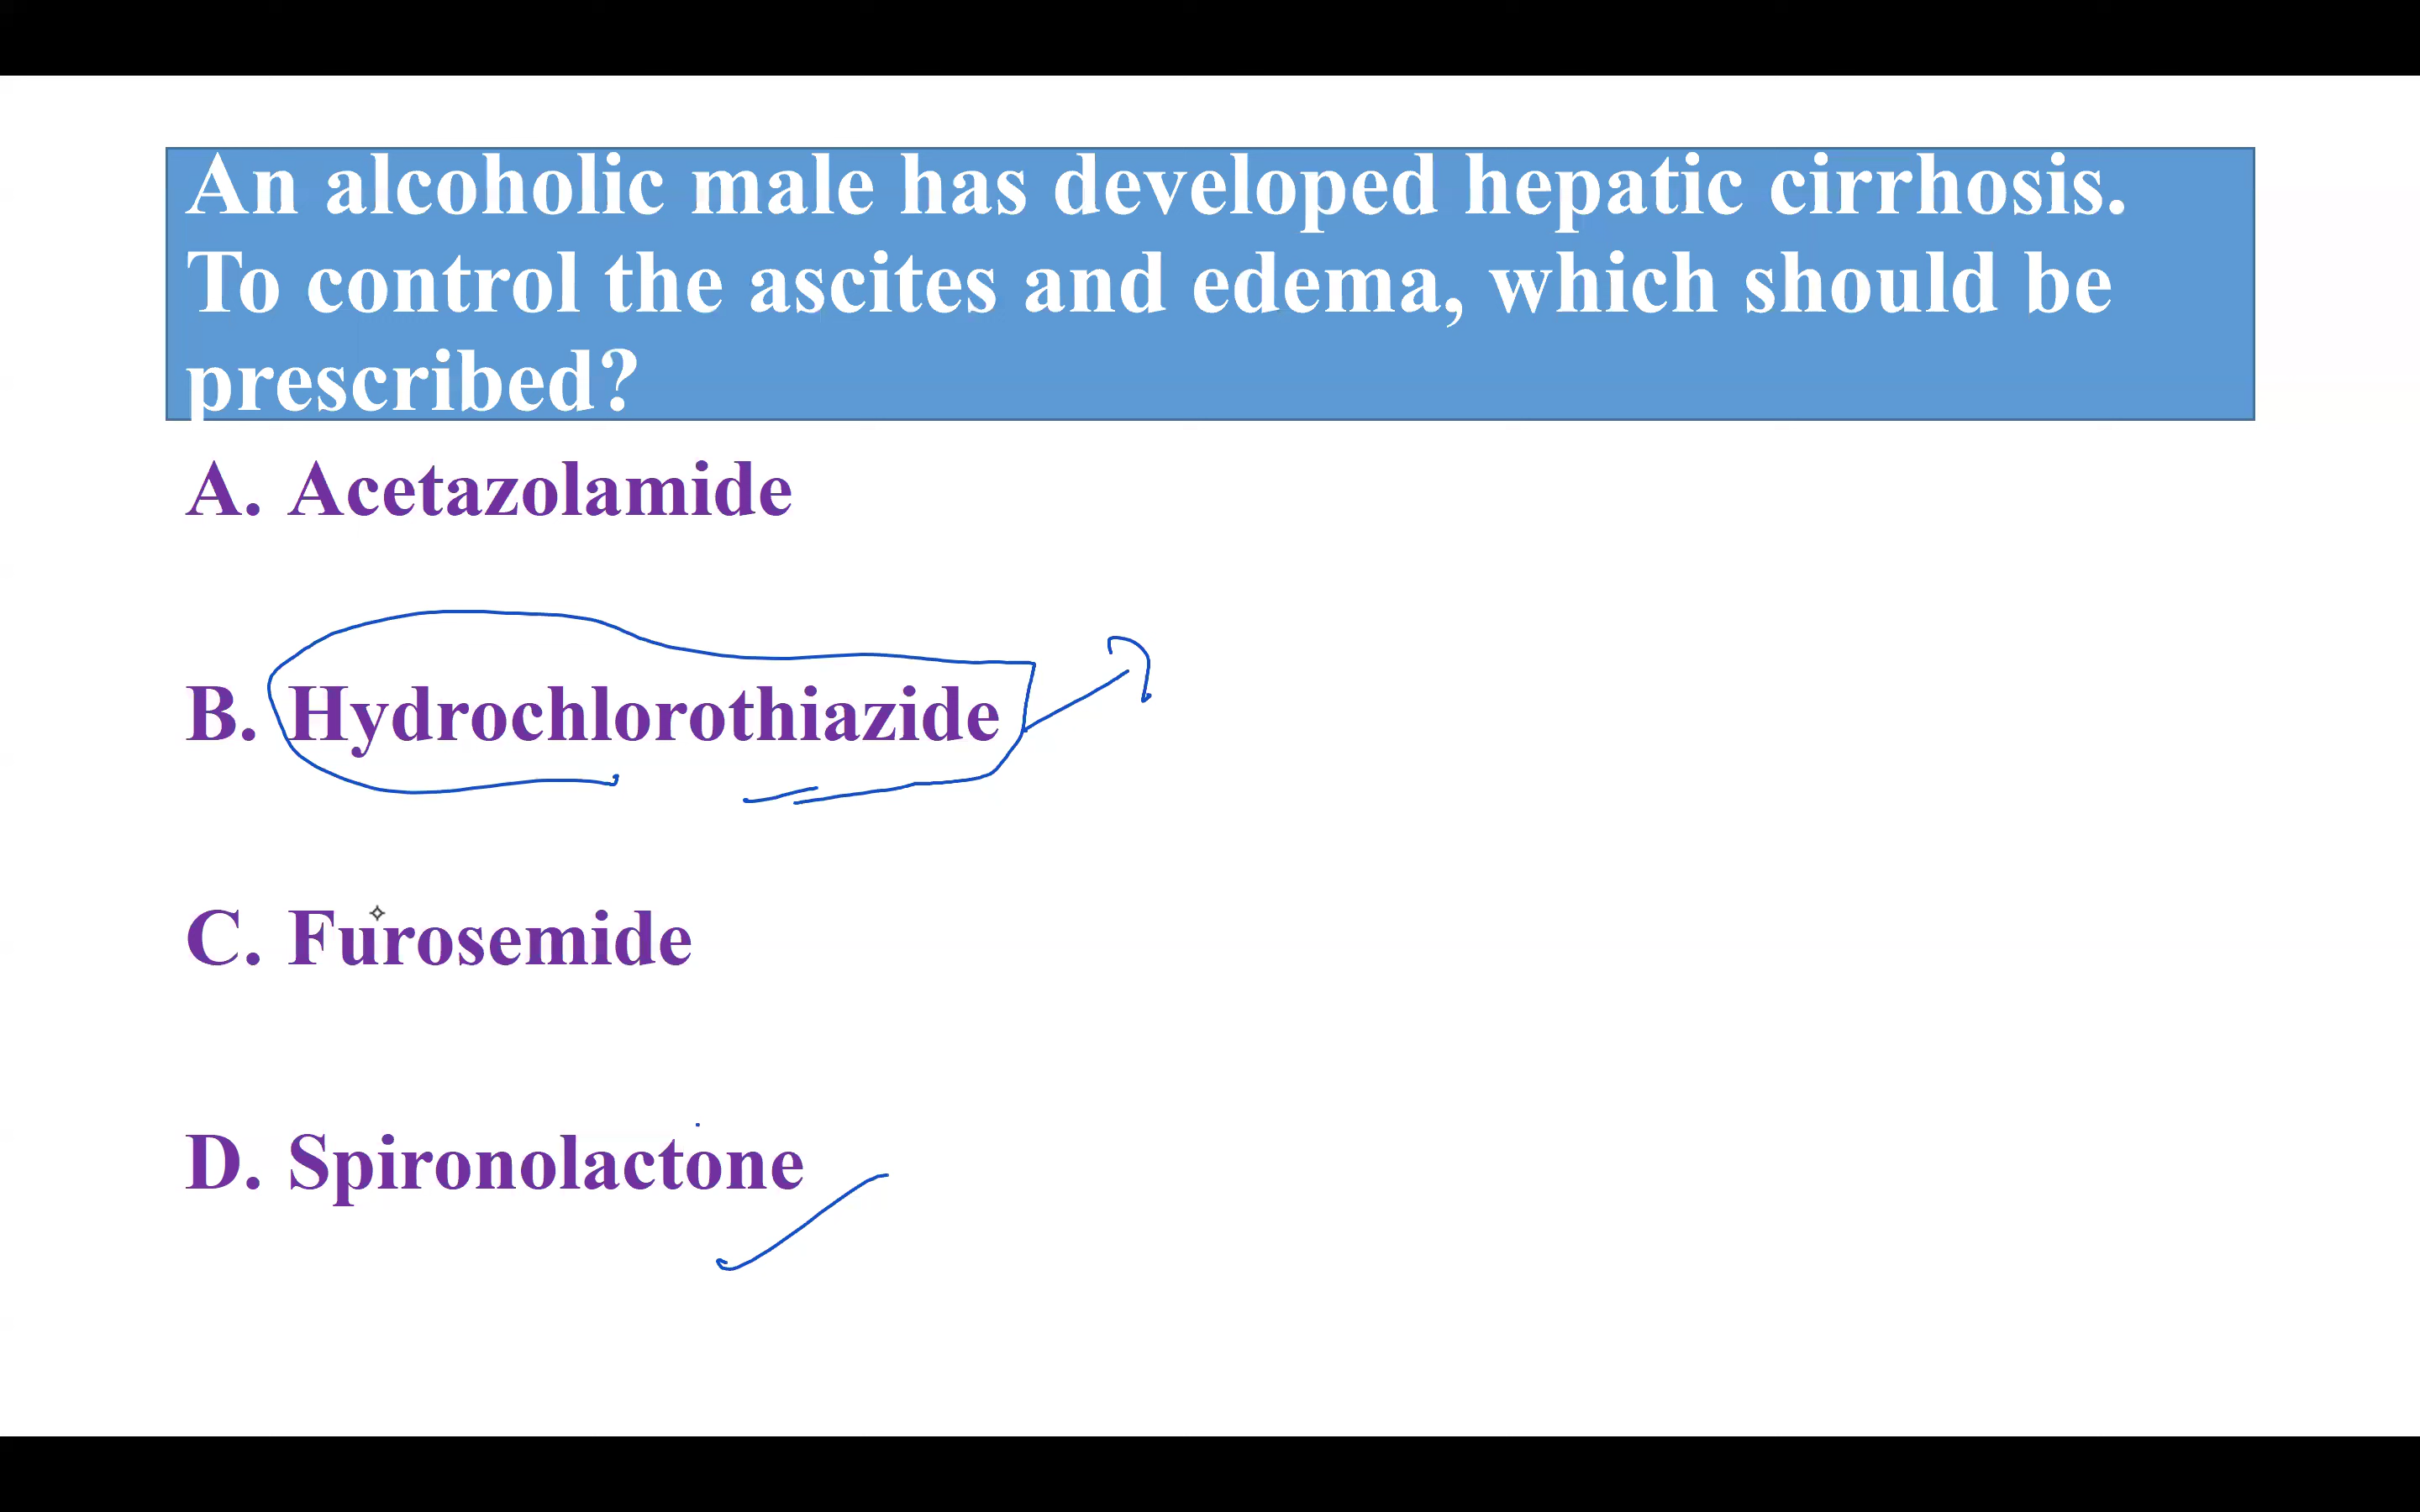 An alcoholic male has developed hepatic cirrhosis.
To control the ascites and edema, which should be
prescribed?
A. Acetazolamide
B. Hydrochlorothiazide
C. Furosemide
D. Spironolactone